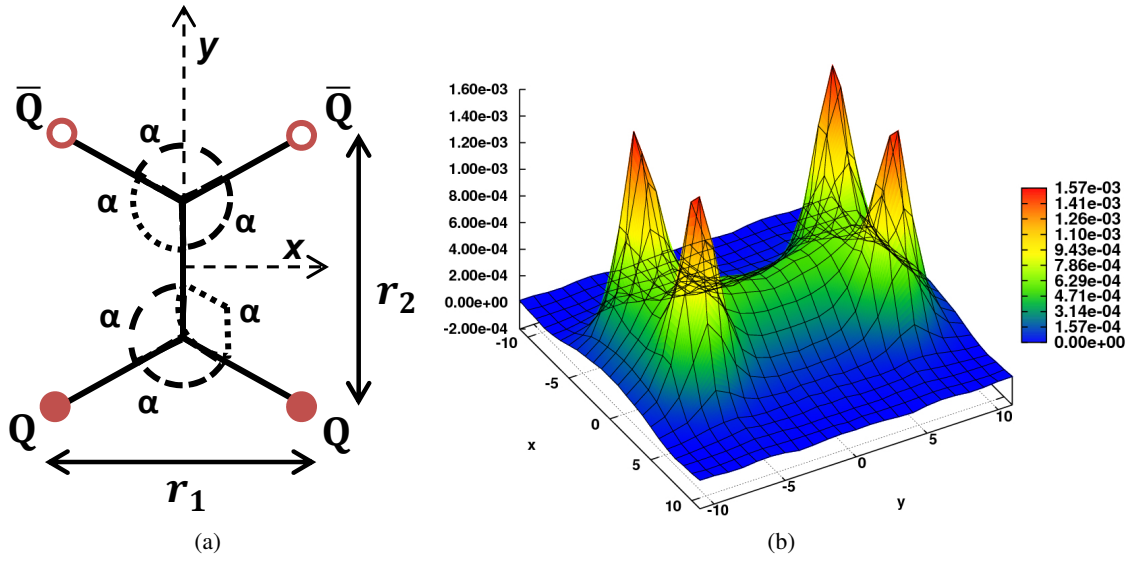 y
Q̅ Q̅
α
α α
x
r₂
α α
α
Q Q
r₁
(a)
1.60e-03
1.40e-03
1.20e-03
1.00e-03
8.00e-04
6.00e-04
4.00e-04
2.00e-04
0.00e+00
-2.00e-04
-10
-5
0
5
10
x
-10
-5
0
5
10
y
1.57e-03
1.41e-03
1.26e-03
1.10e-03
9.43e-04
7.86e-04
6.29e-04
4.71e-04
3.14e-04
1.57e-04
0.00e+00
(b)